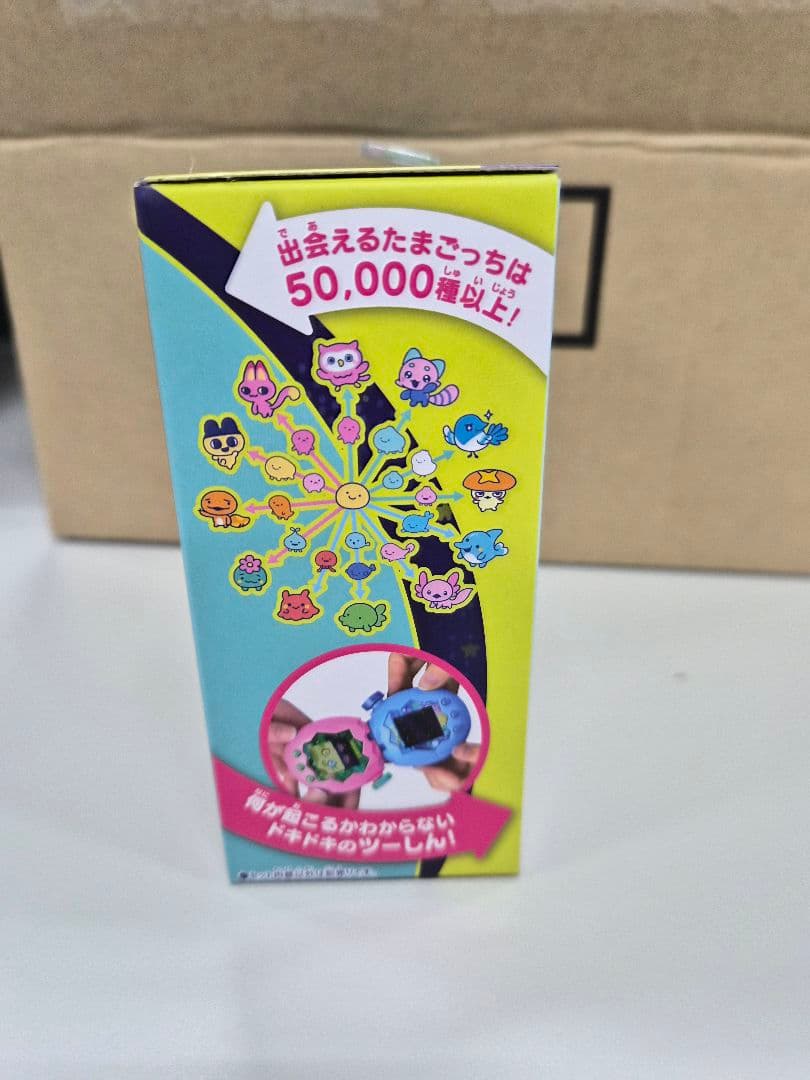 出会えるたまごっちは
50,000種以上!
何が起こるかわからない
ドキドキのツーしん!